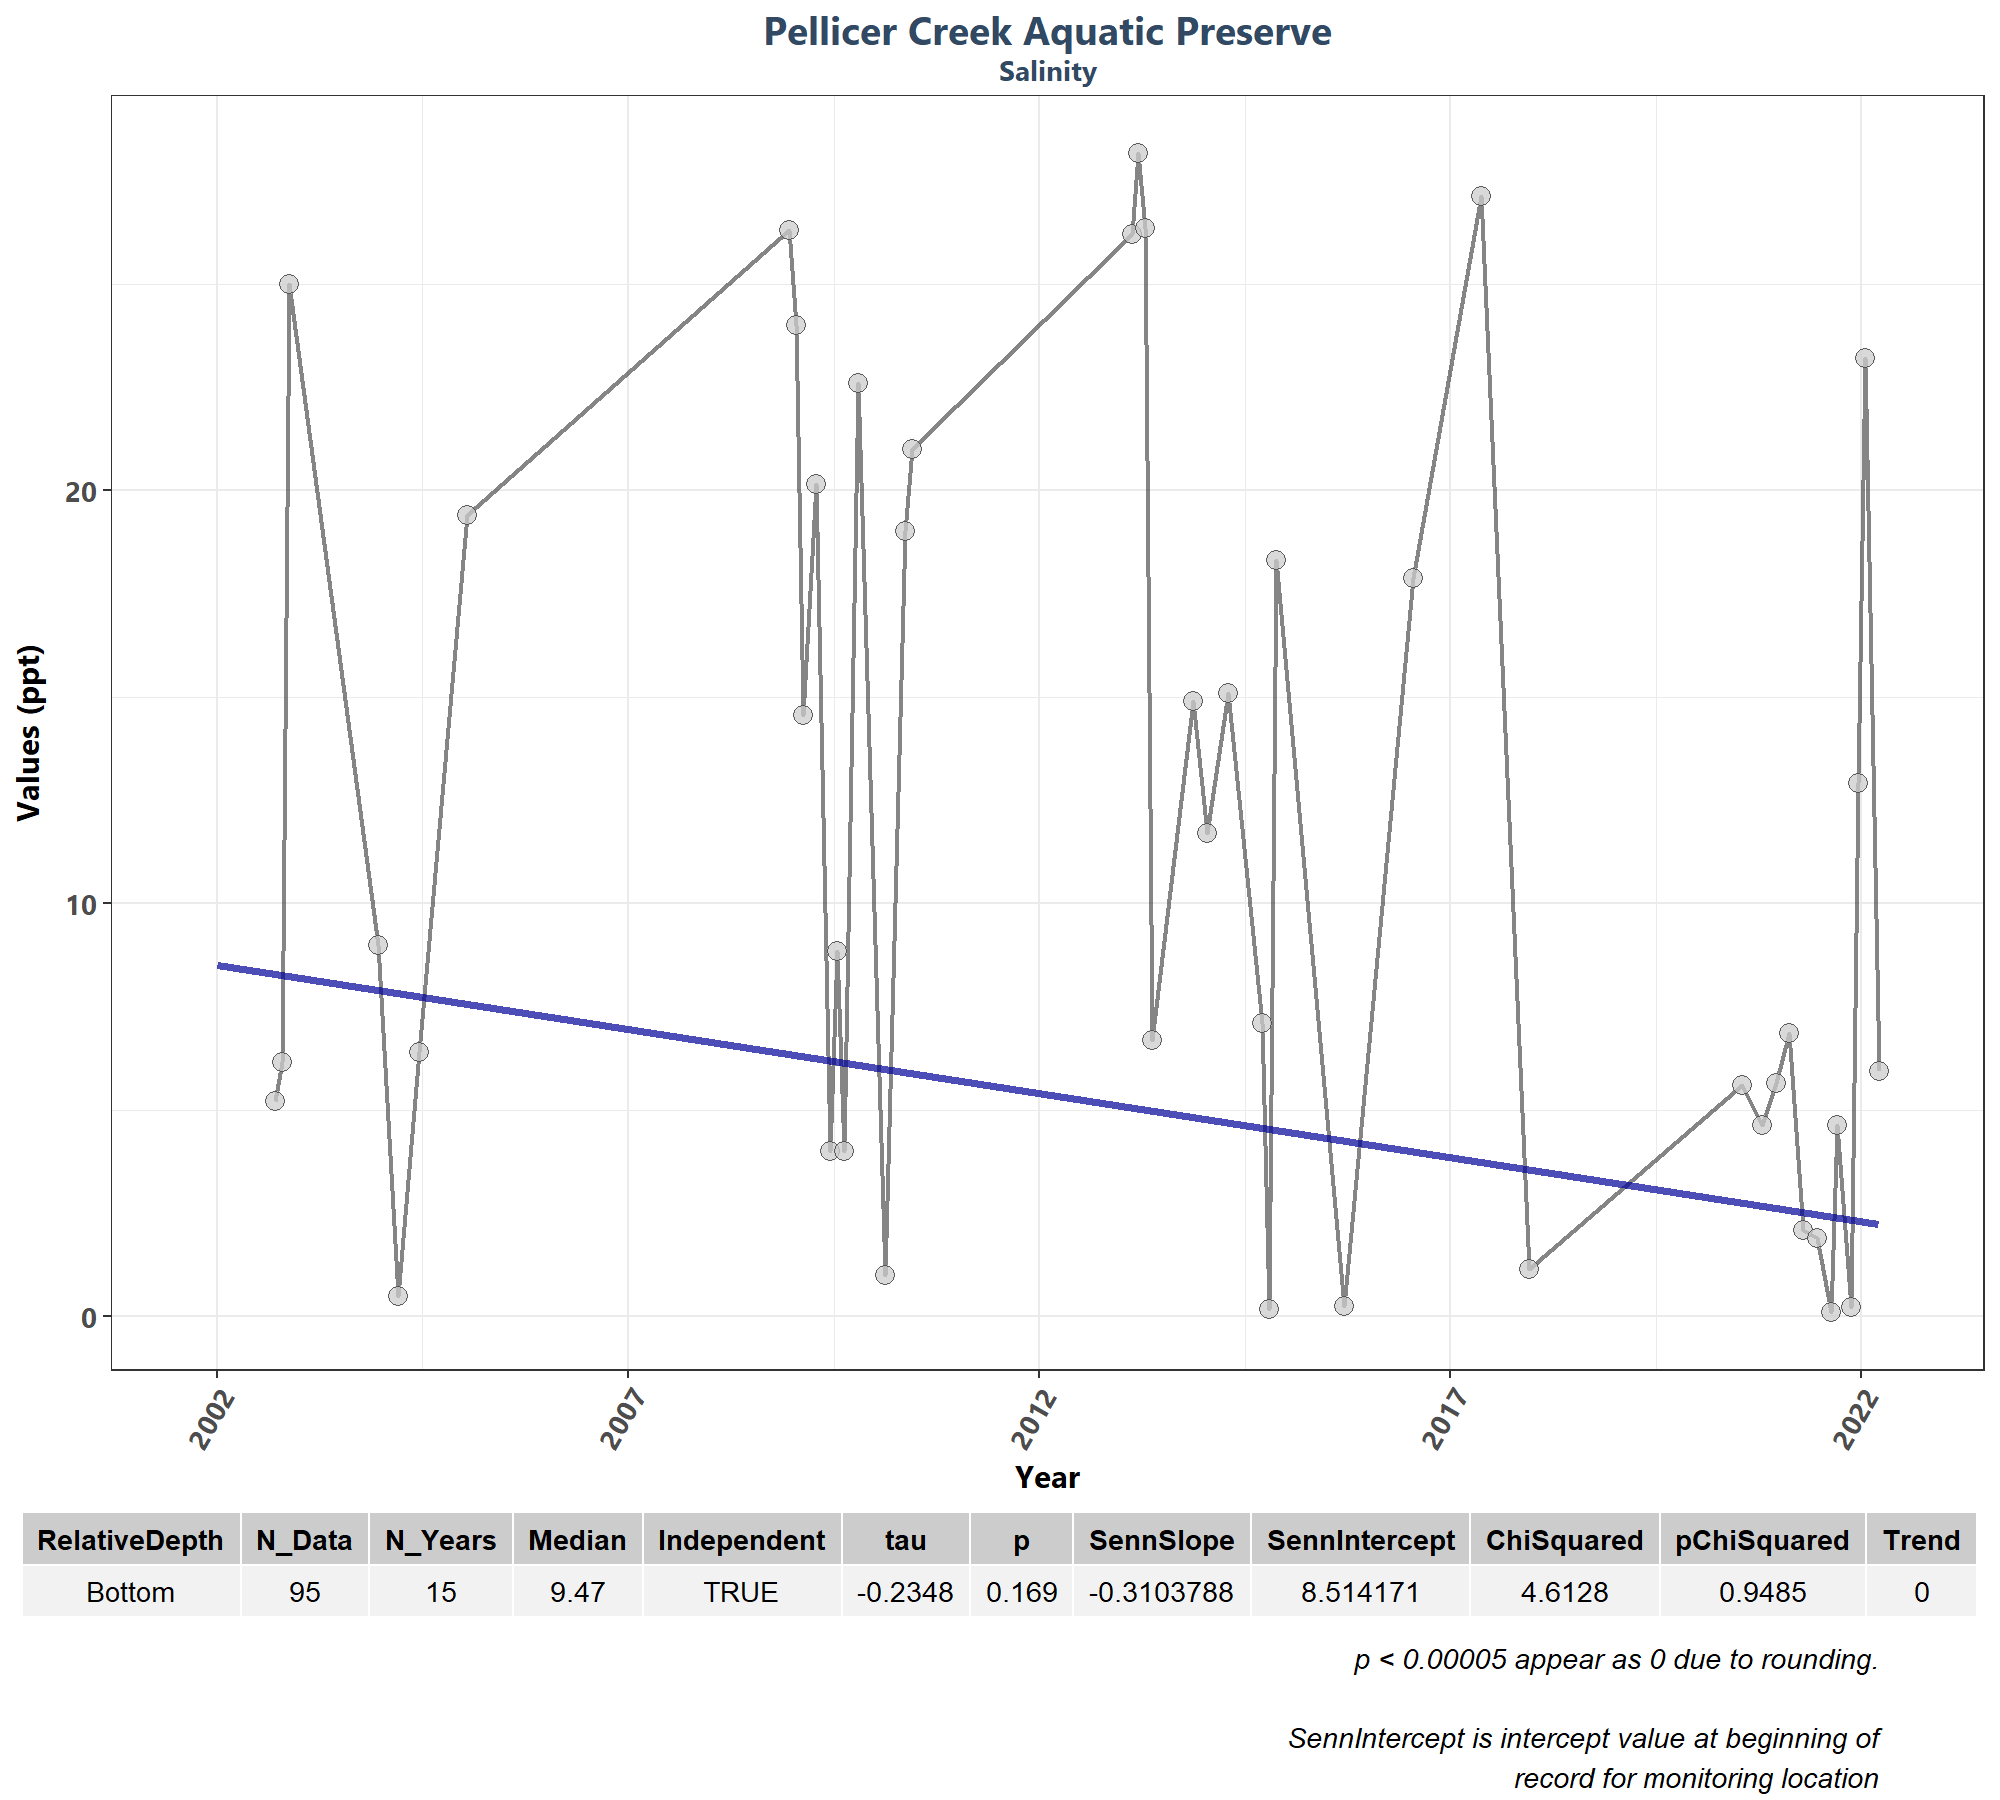 Pellicer Creek Aquatic Preserve
Salinity
Values (ppt)
20
10
0
2002 2007 2012 2017 2022
Year
RelativeDepth N_Data N_Years Median Independent tau p SennSlope SennIntercept ChiSquared pChiSquared Trend
Bottom 95 15 9.47 TRUE -0.2348 0.169 -0.3103788 8.514171 4.6128 0.9485 0
p < 0.00005 appear as 0 due to rounding.
SennIntercept is intercept value at beginning of
record for monitoring location